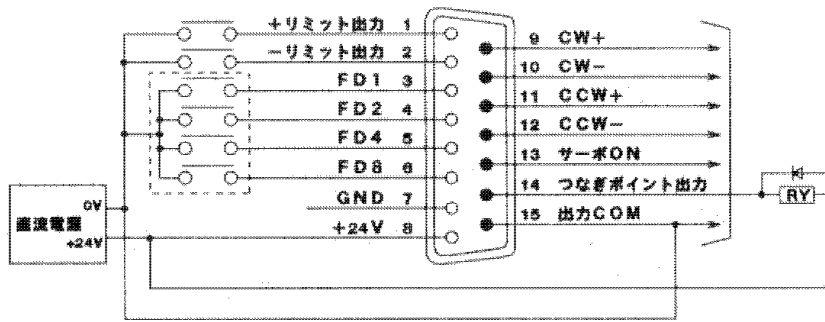 +リミット出力 1
-リミット出力 2
FD1 3
FD2 4
FD4 5
FD8 6
GND 7
+24V 8
9 CW+
10 CW-
11 CCW+
12 CCW-
13 サーボON
14 つなぎポイント出力
15 出力COM
RY
0V
直流電源
+24V